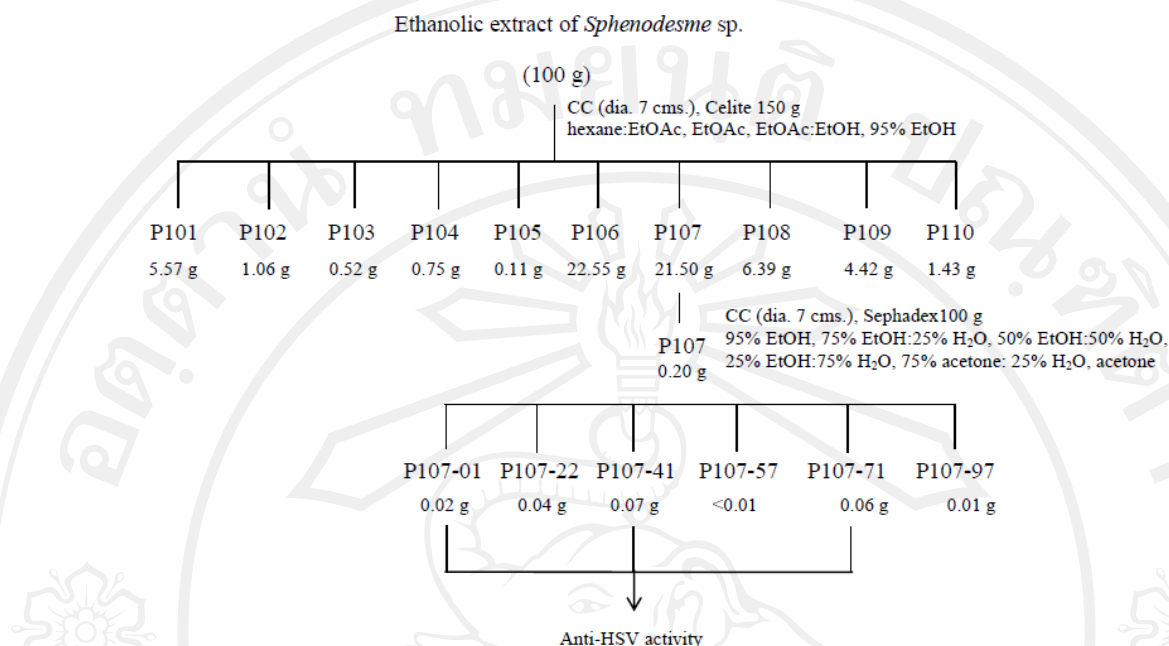 Ethanolic extract of Sphenodesme sp.
(100 g)
CC (dia. 7 cms.), Celite 150 g
hexane:EtOAc, EtOAc, EtOAc:EtOH, 95% EtOH
P101 P102 P103 P104 P105 P106 P107 P108 P109 P110
5.57 g 1.06 g 0.52 g 0.75 g 0.11 g 22.55 g 21.50 g 6.39 g 4.42 g 1.43 g
CC (dia. 7 cms.), Sephadex100 g
95% EtOH, 75% EtOH:25% H₂O, 50% EtOH:50% H₂O,
25% EtOH:75% H₂O, 75% acetone: 25% H₂O, acetone
P107
0.20 g
P107-01 P107-22 P107-41 P107-57 P107-71 P107-97
0.02 g 0.04 g 0.07 g <0.01 0.06 g 0.01 g
Anti-HSV activity